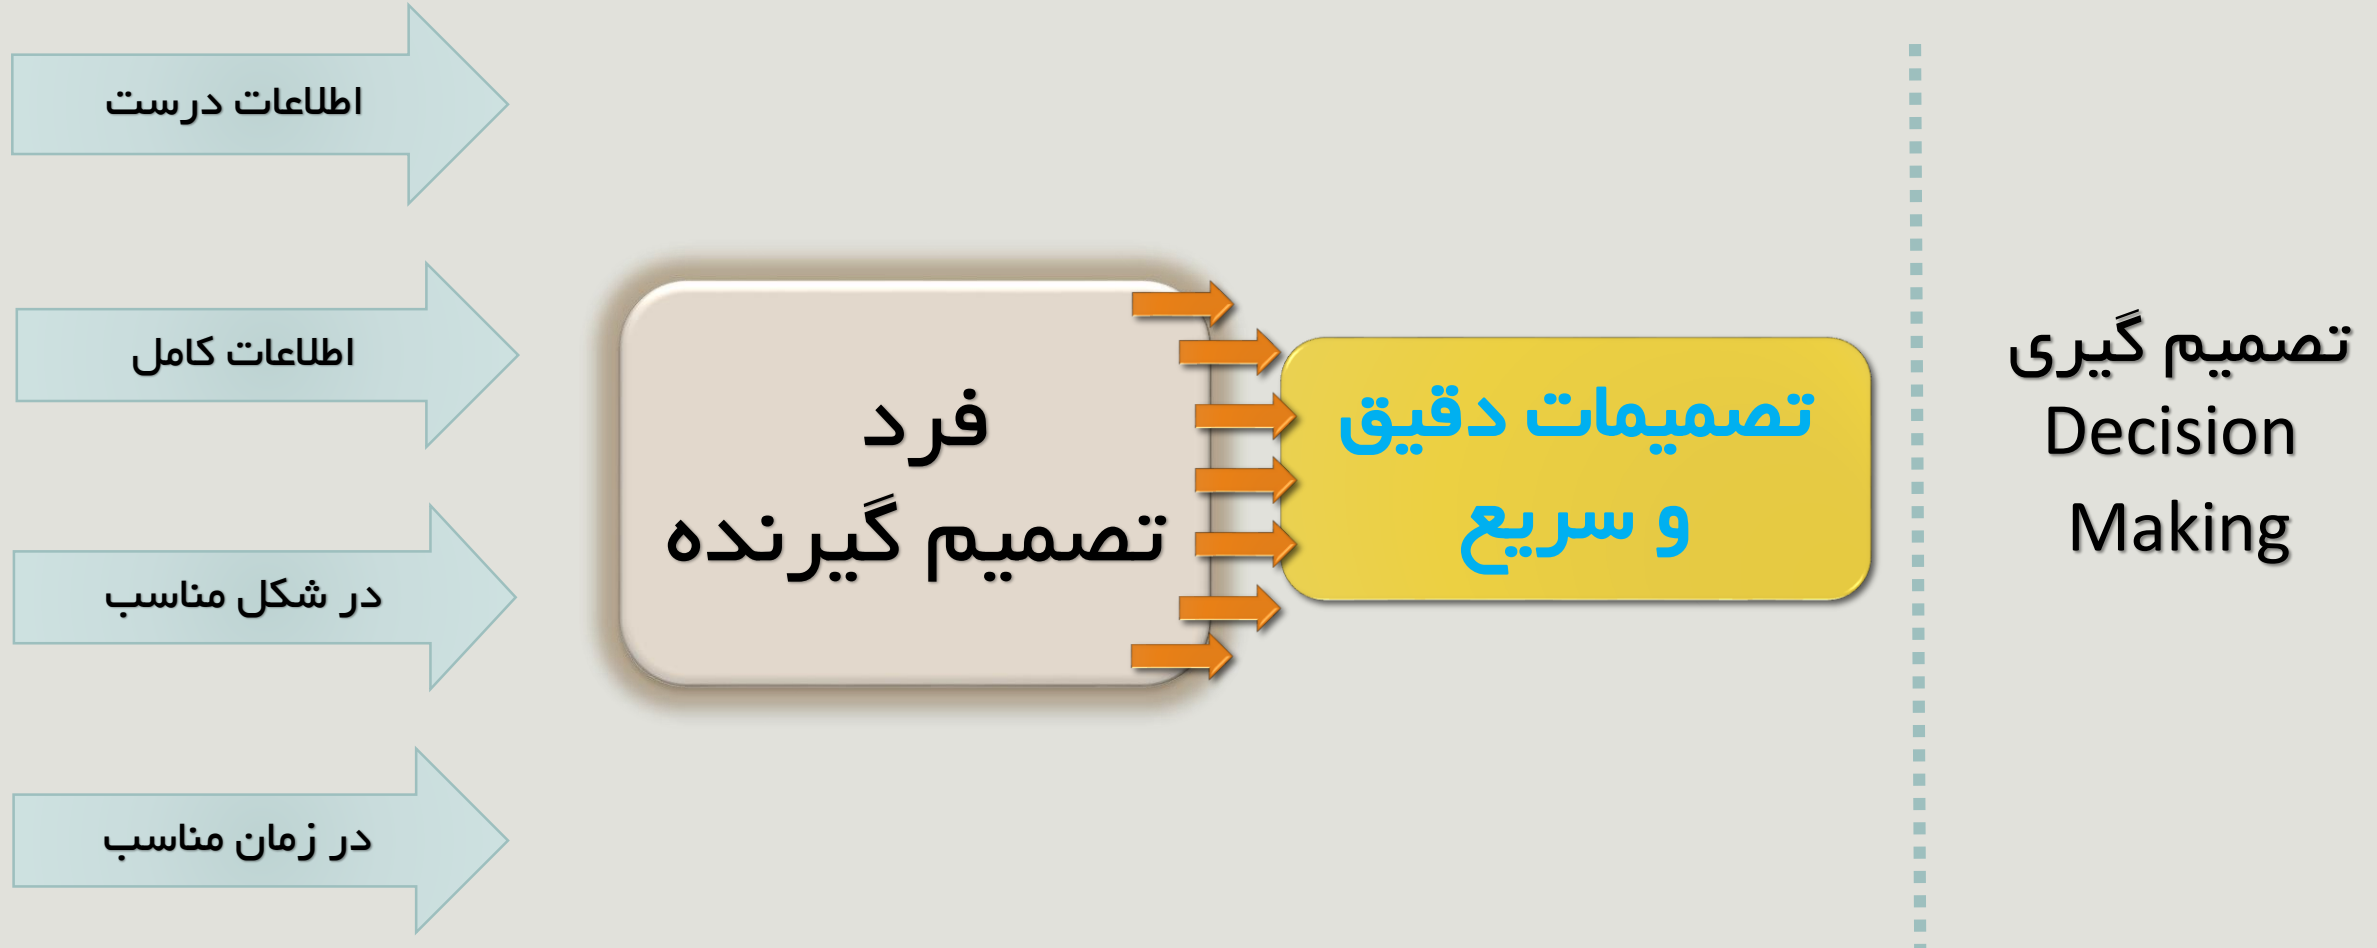 اطلاعات درست
اطلاعات کامل
در شکل مناسب
در زمان مناسب
فرد
تصمیم گیرنده
تصمیمات دقیق
و سریع
تصمیم گیری
Decision
Making